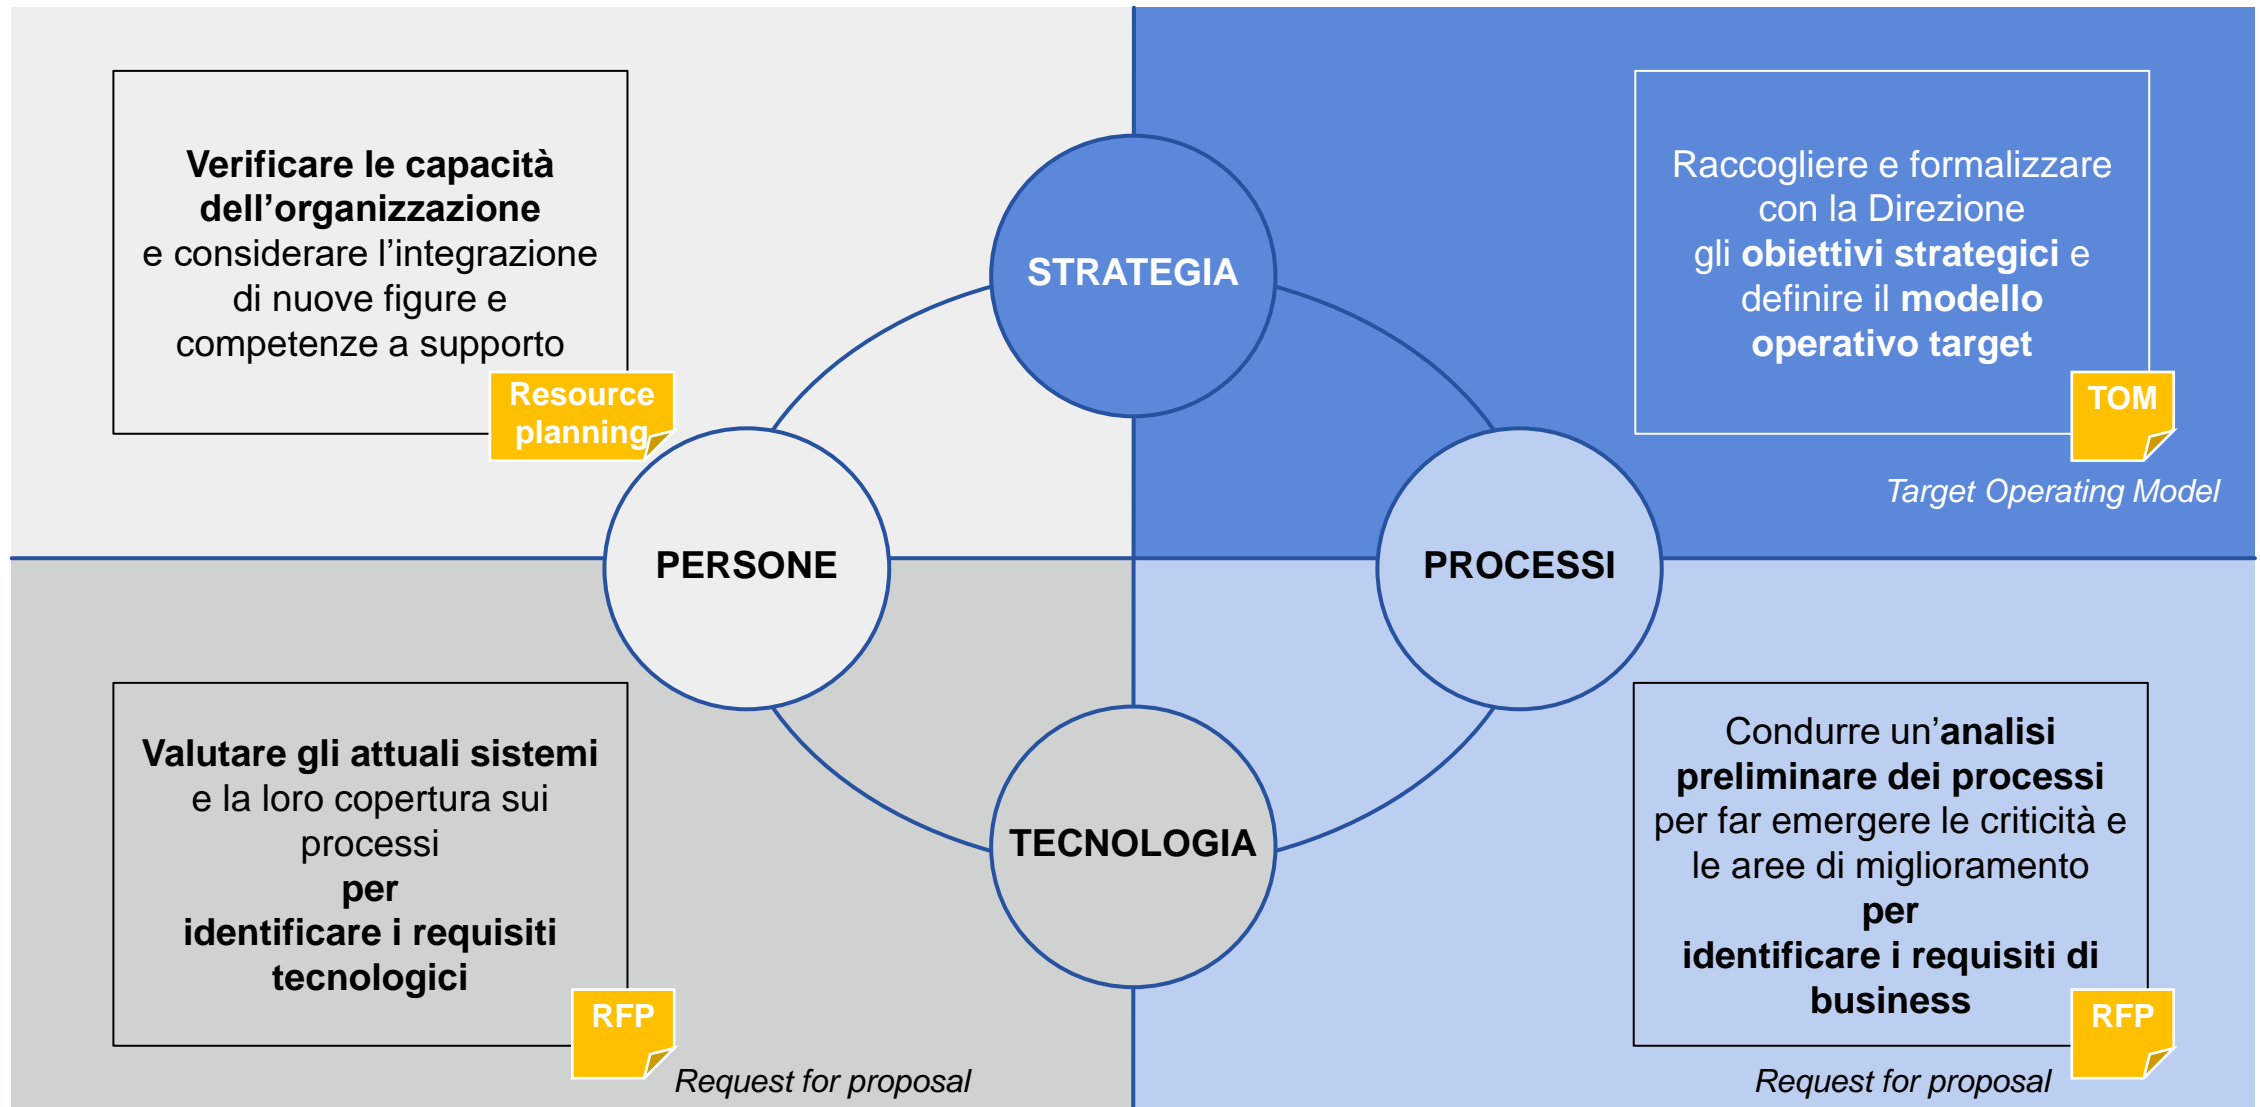 Verificare le capacità
dell’organizzazione
e considerare l’integrazione
di nuove figure e
competenze a supporto
Resource
planning
STRATEGIA
Raccogliere e formalizzare
con la Direzione
gli obiettivi strategici e
definire il modello
operativo target
TOM
Target Operating Model
PERSONE
PROCESSI
Valutare gli attuali sistemi
e la loro copertura sui
processi
per
identificare i requisiti
tecnologici
RFP
Request for proposal
TECNOLOGIA
Condurre un’analisi
preliminare dei processi
per far emergere le criticità e
le aree di miglioramento
per
identificare i requisiti di
business
RFP
Request for proposal